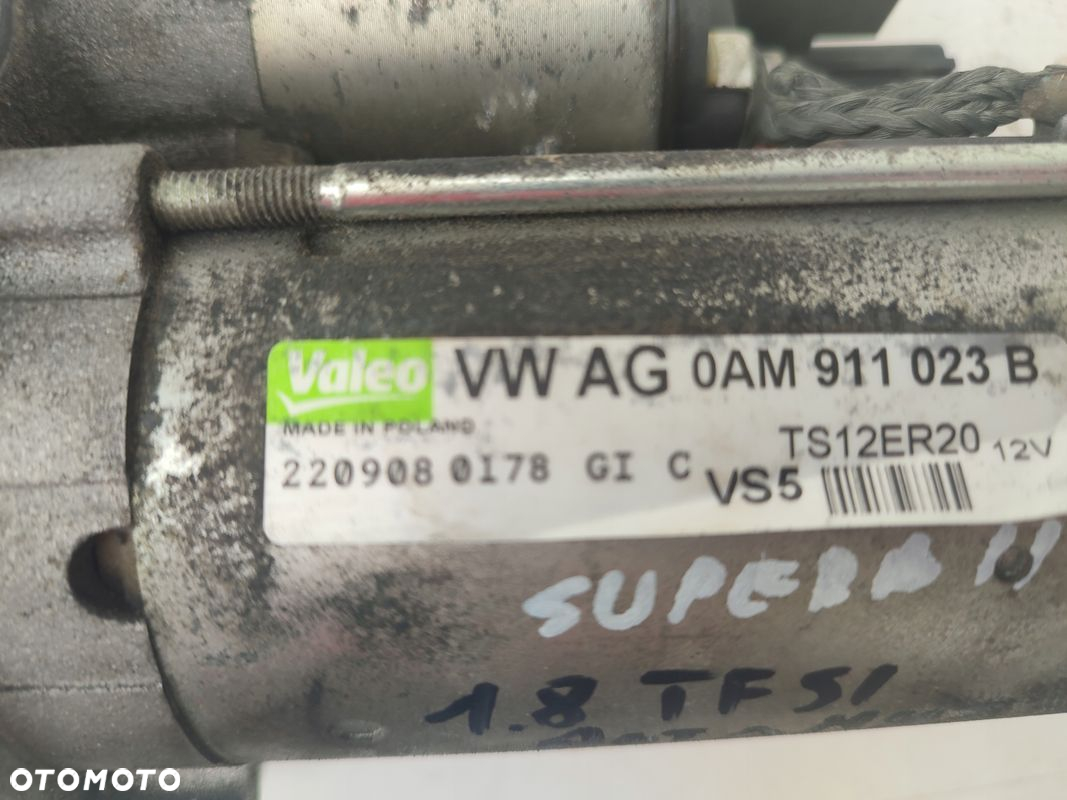 Valeo VW AG 0AM 911 023 B
MADE IN POLAND
TS12ER20 12V
220908 0178 GI C VS5
SUPERB II
1.8 TFSI
OTOMOTO